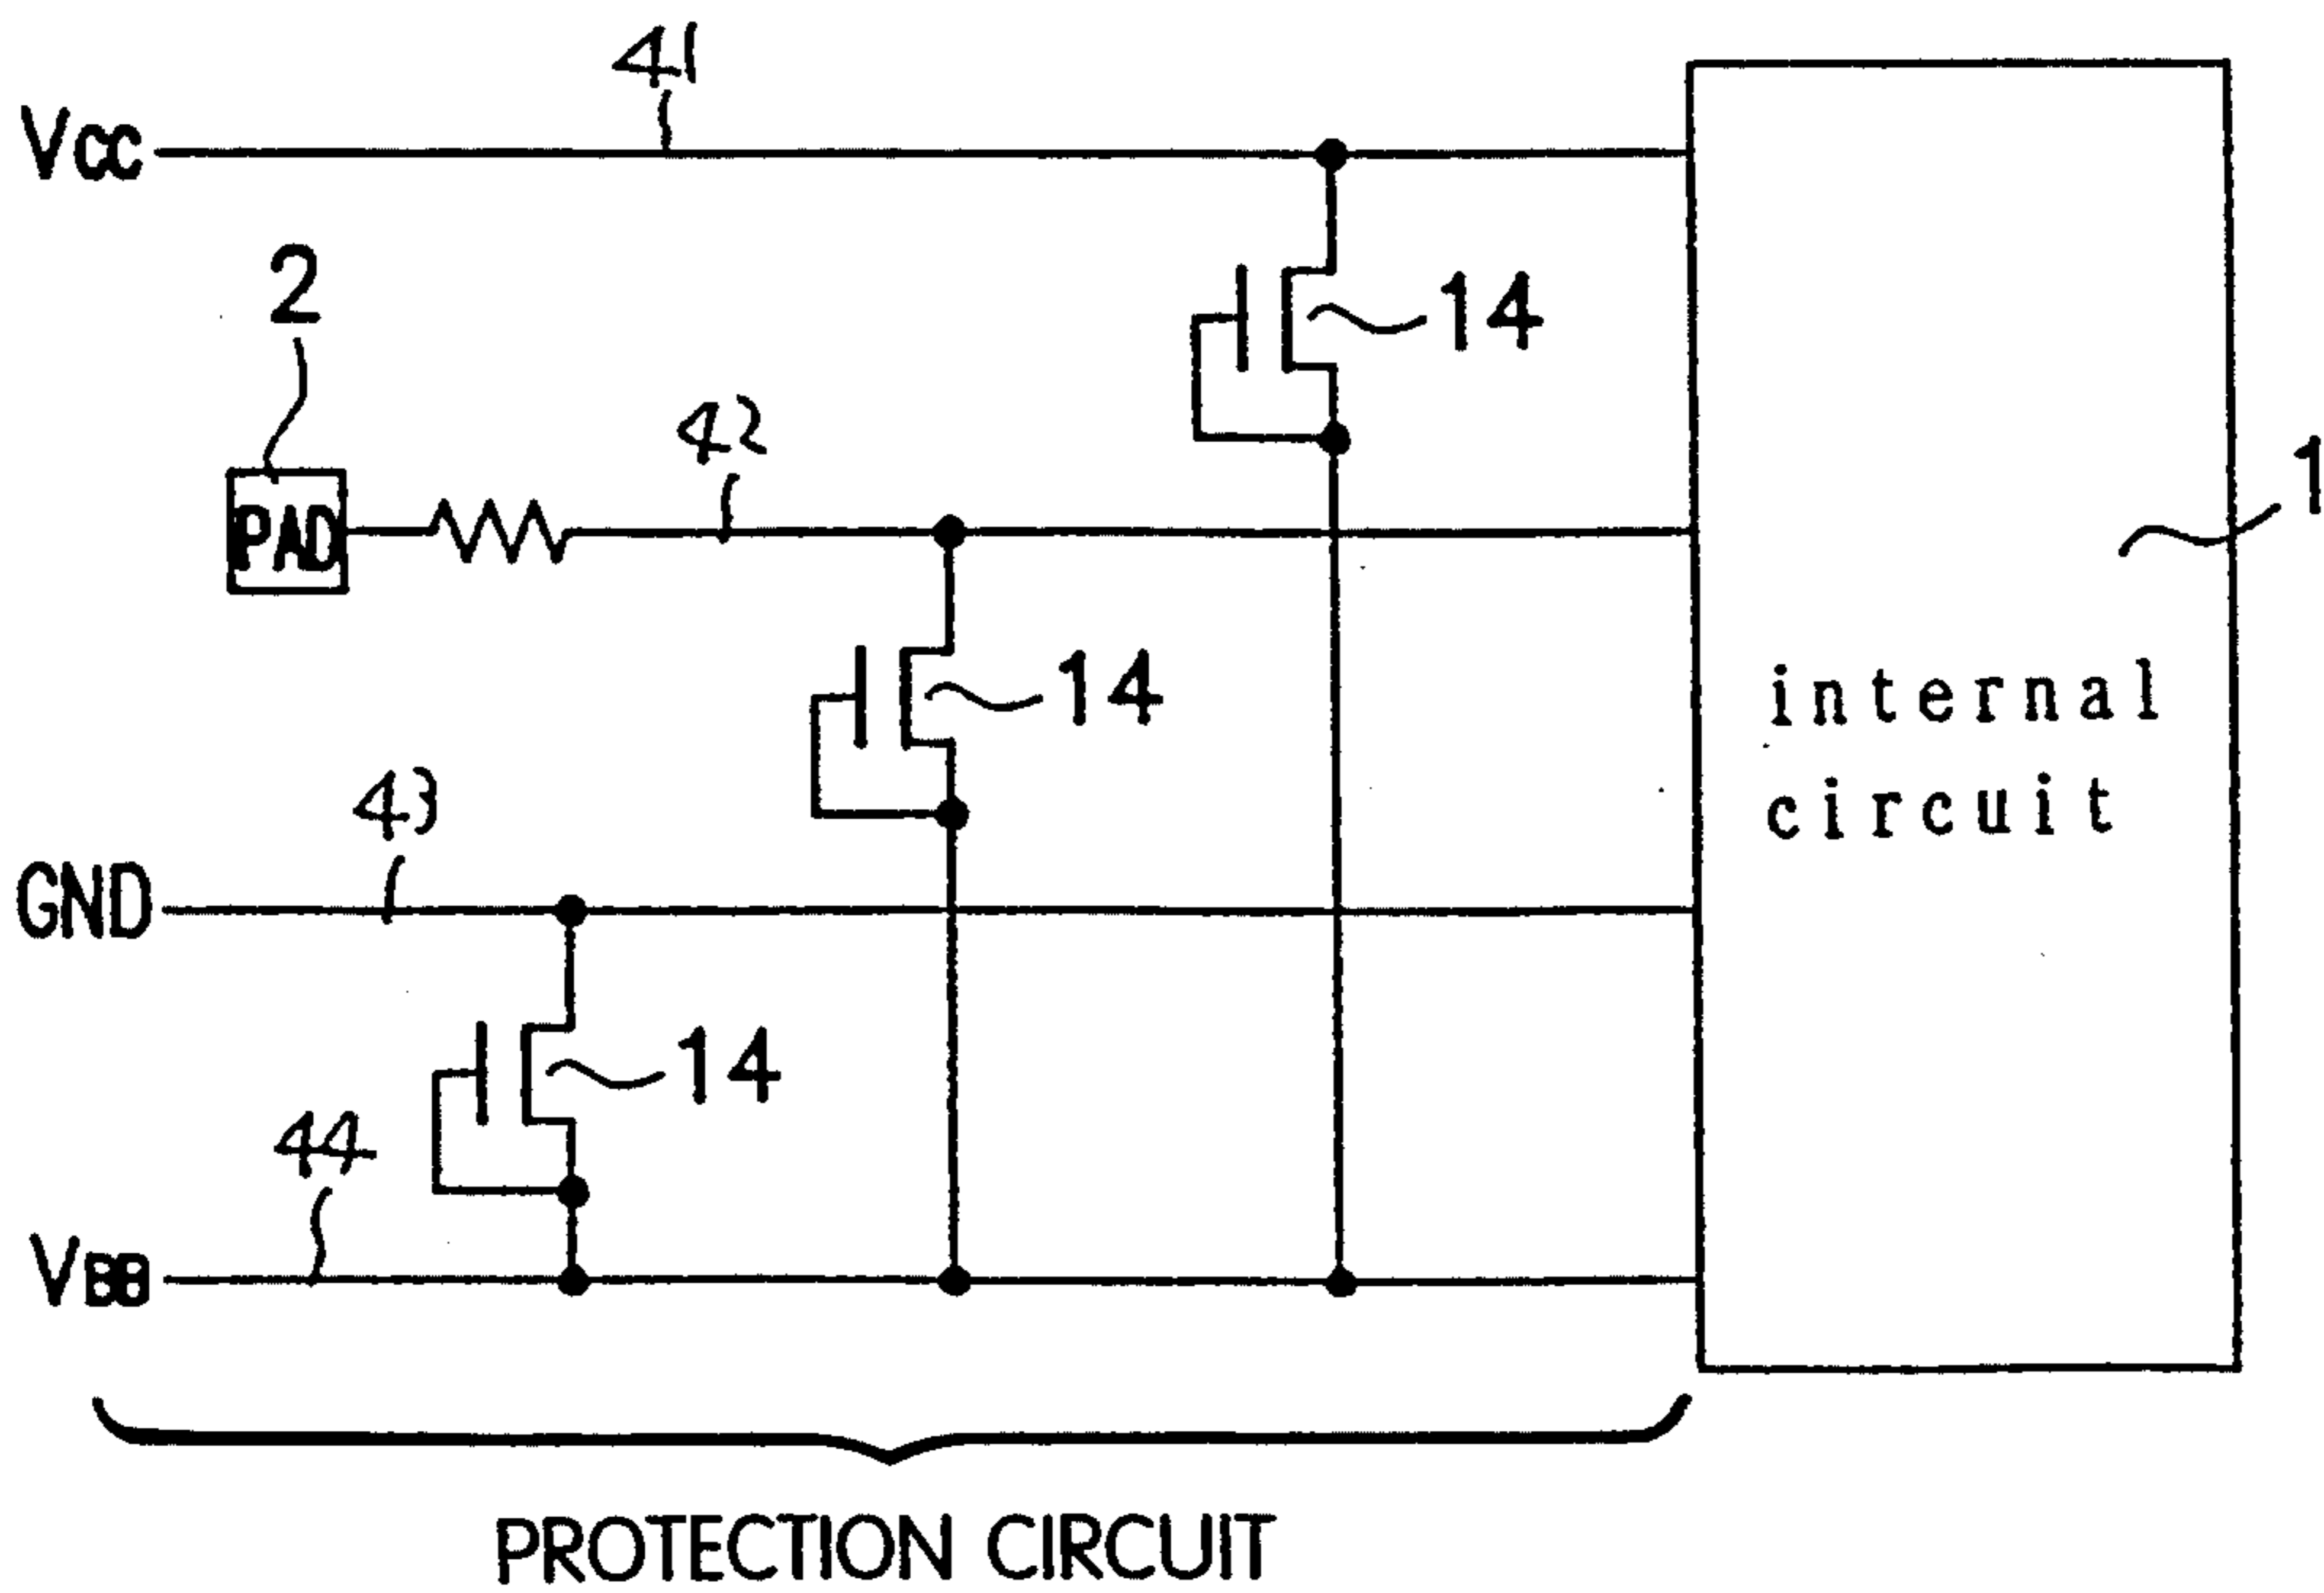 41
Vcc
2
14
42
1
PAD
14
internal
43
circuit
GND
14
44
VBB
PROTECTION CIRCUIT